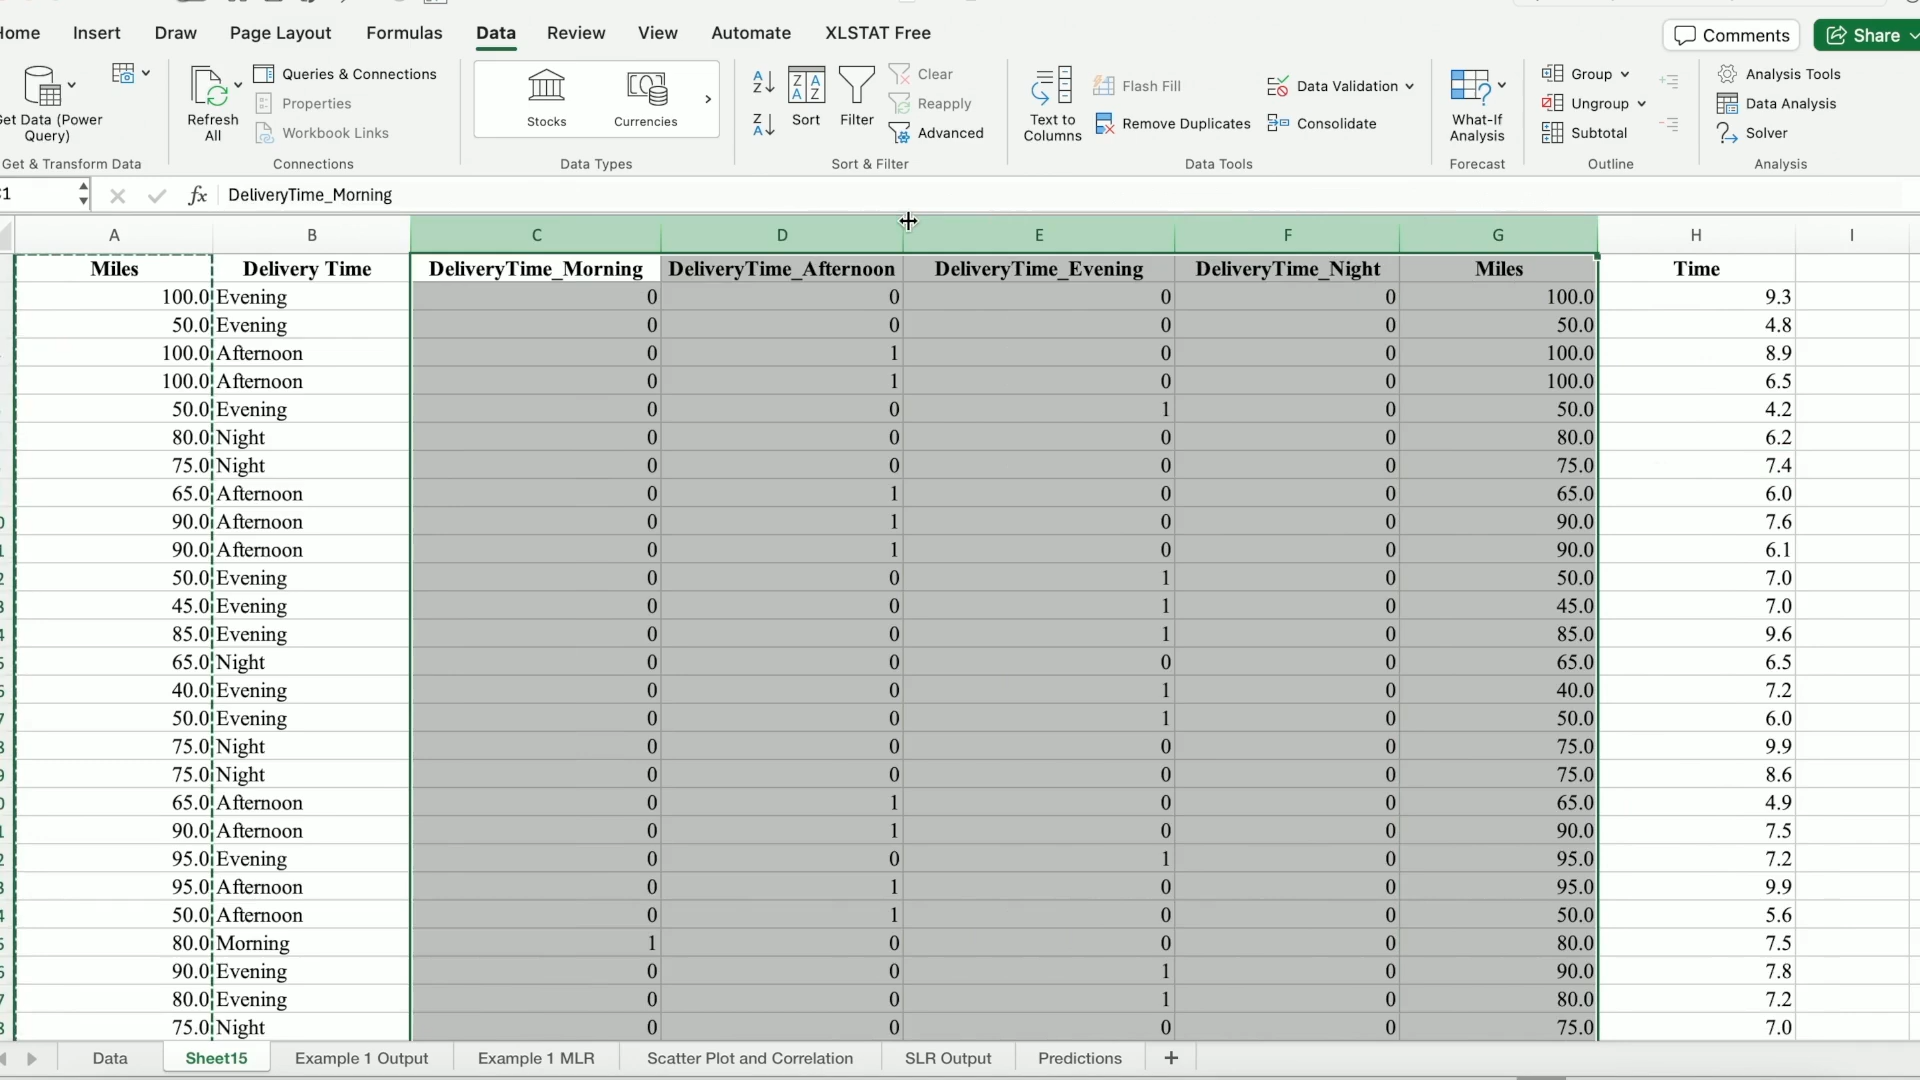 ome Insert Draw Page Layout Formulas Data Review View Automate XLSTAT Free Comments Share
et Data (Power Query) Refresh All Queries & Connections Properties Workbook Links Stocks Currencies Sort Filter Clear Reapply Advanced Text to Columns Flash Fill Remove Duplicates Data Validation Consolidate What-If Analysis Group Ungroup Subtotal Analysis Tools Data Analysis Solver
Get & Transform Data Connections Data Types Sort & Filter Data Tools Forecast Outline Analysis
1 fx DeliveryTime_Morning
A B C D E F G H I
Miles Delivery Time DeliveryTime_Morning DeliveryTime_Afternoon DeliveryTime_Evening DeliveryTime_Night Miles Time
100.0 Evening 0 0 0 0 100.0 9.3
50.0 Evening 0 0 0 0 50.0 4.8
100.0 Afternoon 0 1 0 0 100.0 8.9
100.0 Afternoon 0 1 0 0 100.0 6.5
50.0 Evening 0 0 1 0 50.0 4.2
80.0 Night 0 0 0 0 80.0 6.2
75.0 Night 0 0 0 0 75.0 7.4
65.0 Afternoon 0 1 0 0 65.0 6.0
90.0 Afternoon 0 1 0 0 90.0 7.6
90.0 Afternoon 0 1 0 0 90.0 6.1
50.0 Evening 0 0 1 0 50.0 7.0
45.0 Evening 0 0 1 0 45.0 7.0
85.0 Evening 0 0 1 0 85.0 9.6
65.0 Night 0 0 0 0 65.0 6.5
40.0 Evening 0 0 1 0 40.0 7.2
50.0 Evening 0 0 1 0 50.0 6.0
75.0 Night 0 0 0 0 75.0 9.9
75.0 Night 0 0 0 0 75.0 8.6
65.0 Afternoon 0 1 0 0 65.0 4.9
90.0 Afternoon 0 1 0 0 90.0 7.5
95.0 Evening 0 0 1 0 95.0 7.2
95.0 Afternoon 0 1 0 0 95.0 9.9
50.0 Afternoon 0 1 0 0 50.0 5.6
80.0 Morning 1 0 0 0 80.0 7.5
90.0 Evening 0 0 1 0 90.0 7.8
80.0 Evening 0 0 1 0 80.0 7.2
75.0 Night 0 0 0 0 75.0 7.0
Data Sheet15 Example 1 Output Example 1 MLR Scatter Plot and Correlation SLR Output Predictions +